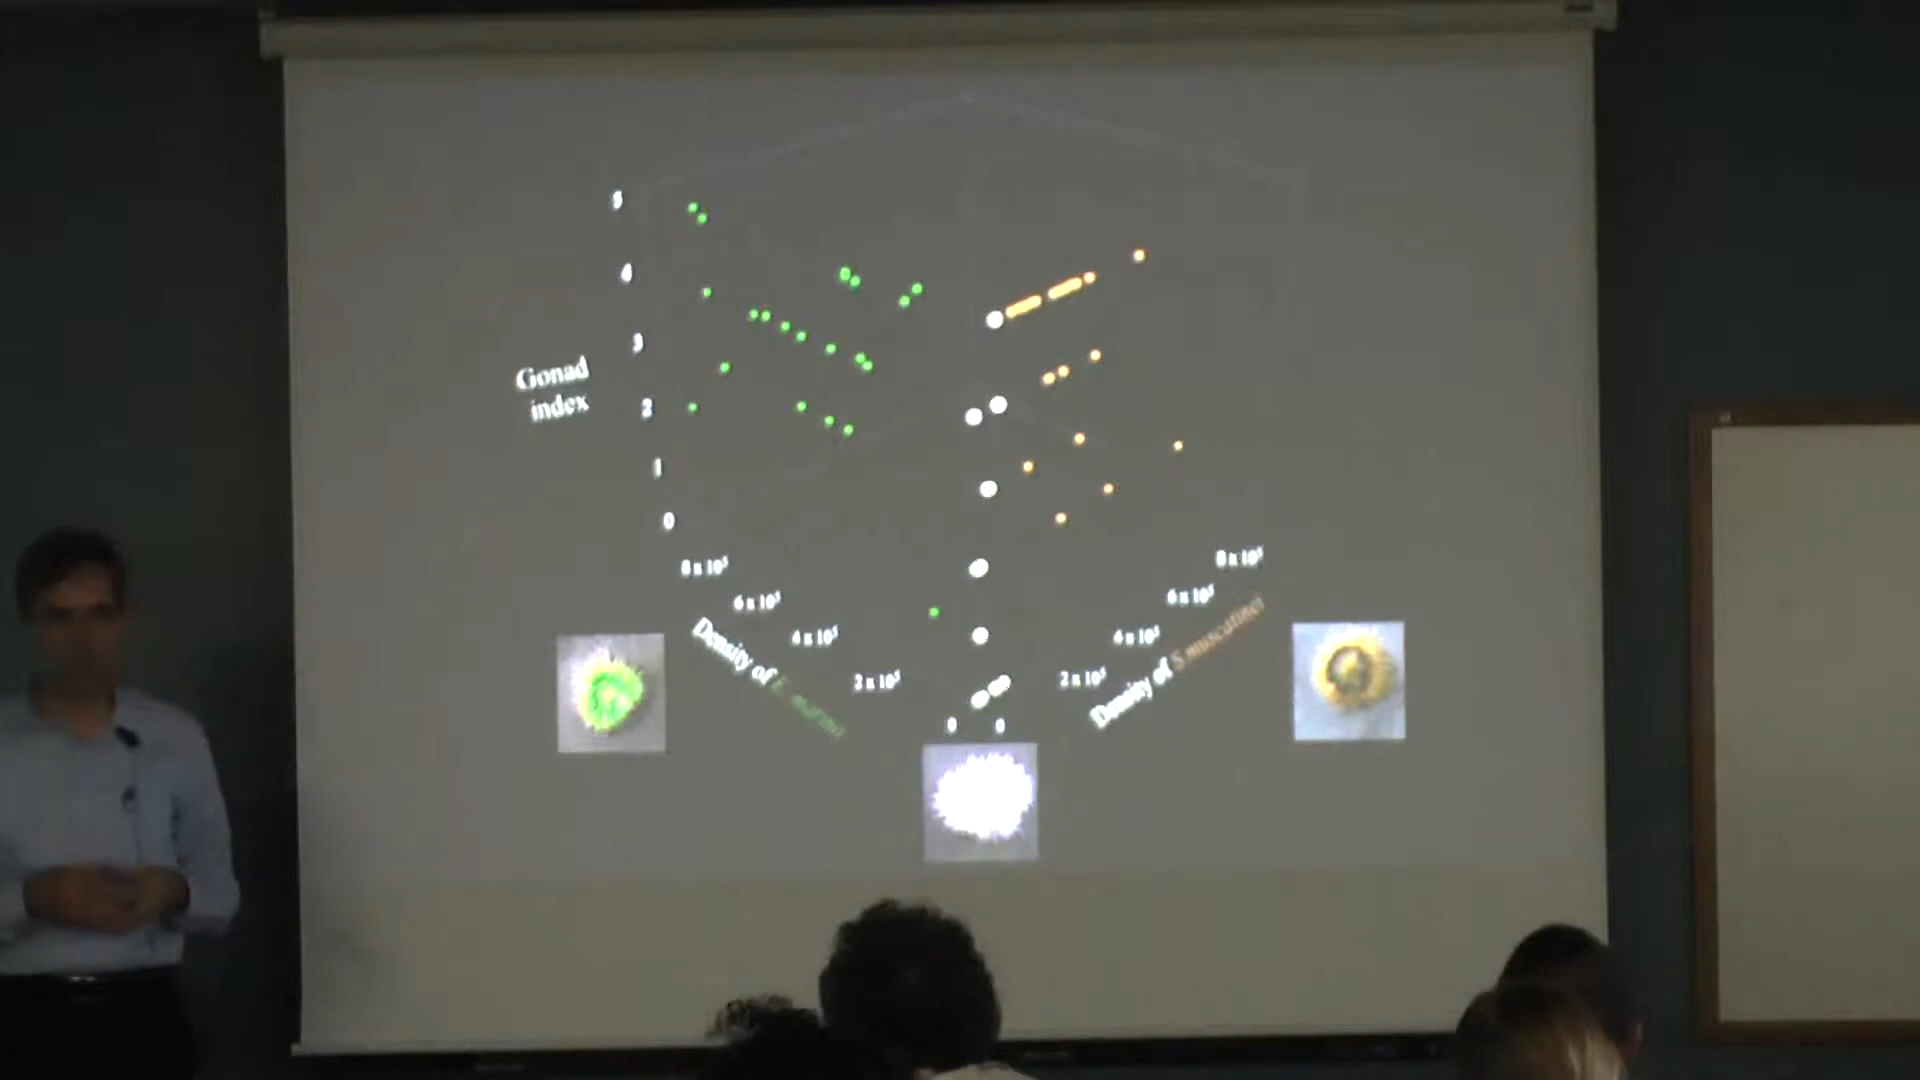 5
4
3
Gonad
index
2
1
0
8 x 10⁵
6 x 10⁵
4 x 10⁵
2 x 10⁵
0
Density of E. marina
0
2 x 10⁵
4 x 10⁵
6 x 10⁵
8 x 10⁵
Density of S. muscatinei